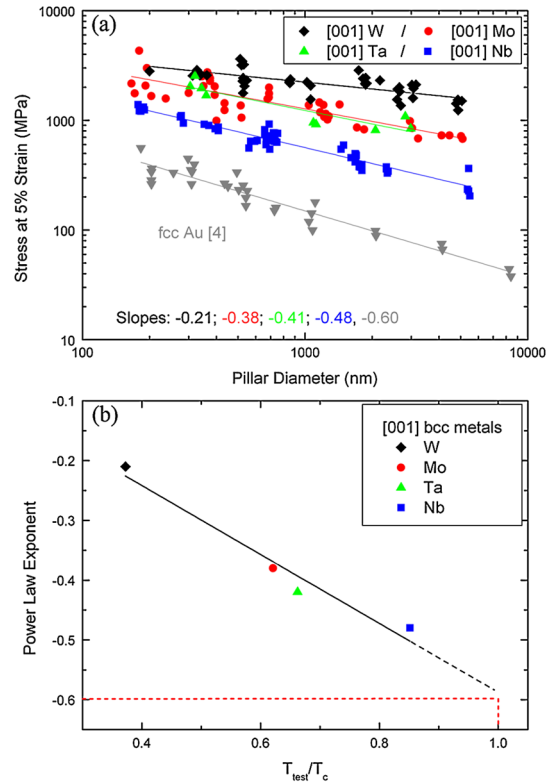 (a)
[001] W / [001] Mo
[001] Ta / [001] Nb
10000
1000
100
10
Stress at 5% Strain (MPa)
fcc Au [4]
Slopes: -0.21; -0.38; -0.41; -0.48, -0.60
100
1000
10000
Pillar Diameter (nm)
(b)
[001] bcc metals
W
Mo
Ta
Nb
-0.1
-0.2
-0.3
-0.4
-0.5
-0.6
Power Law Exponent
0.4
0.6
0.8
1.0
Ttest/Tc